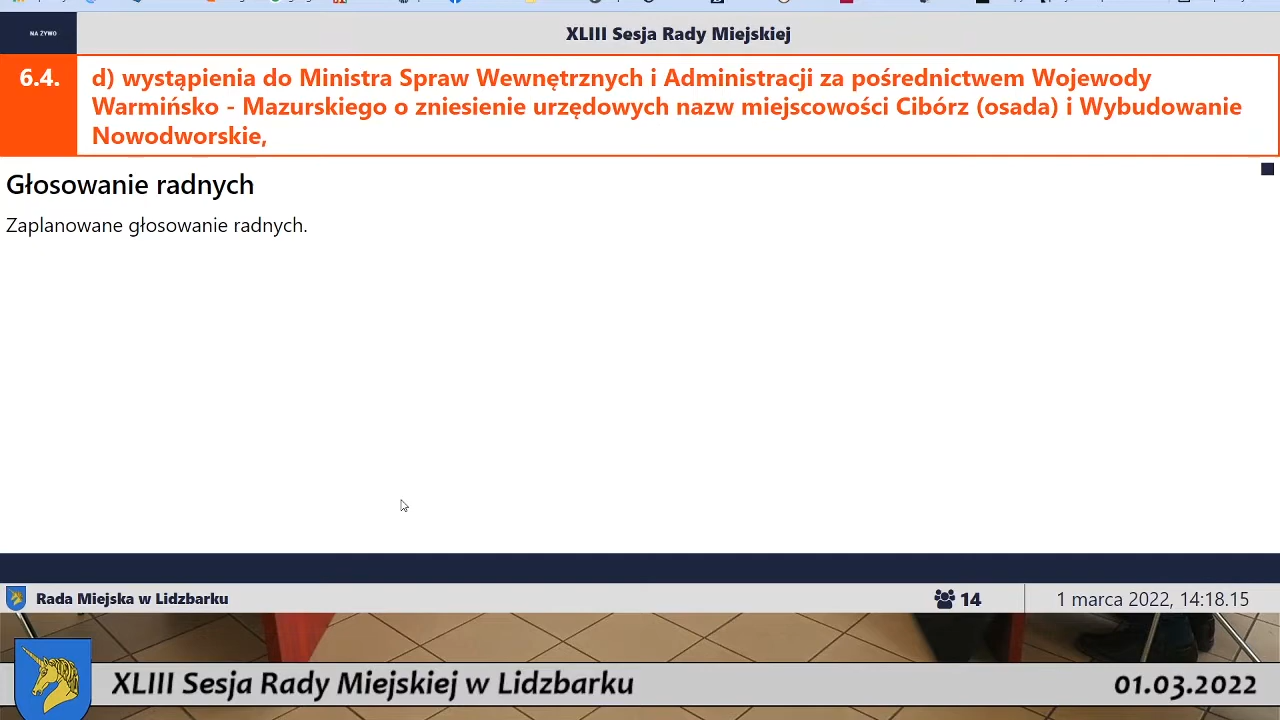 NA ŻYWO
XLIII Sesja Rady Miejskiej
6.4.
d) wystąpienia do Ministra Spraw Wewnętrznych i Administracji za pośrednictwem Wojewody
Warmińsko - Mazurskiego o zniesienie urzędowych nazw miejscowości Cibórz (osada) i Wybudowanie
Nowodworskie,
Głosowanie radnych
Zaplanowane głosowanie radnych.
Rada Miejska w Lidzbarku
14
1 marca 2022, 14:18.15
XLIII Sesja Rady Miejskiej w Lidzbarku
01.03.2022